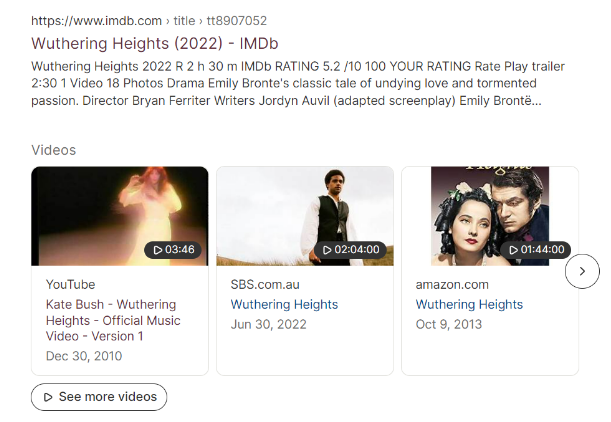 https://www.imdb.com › title › tt8907052
Wuthering Heights (2022) - IMDb
Wuthering Heights 2022 R 2 h 30 m IMDb RATING 5.2 /10 100 YOUR RATING Rate Play trailer
2:30 1 Video 18 Photos Drama Emily Bronte's classic tale of undying love and tormented
passion. Director Bryan Ferriter Writers Jordyn Auvil (adapted screenplay) Emily Brontë...
Videos
Heights
03:46
02:04:00
01:44:00
YouTube
Kate Bush - Wuthering
Heights - Official Music
Video - Version 1
Dec 30, 2010
SBS.com.au
Wuthering Heights
Jun 30, 2022
amazon.com
Wuthering Heights
Oct 9, 2013
See more videos